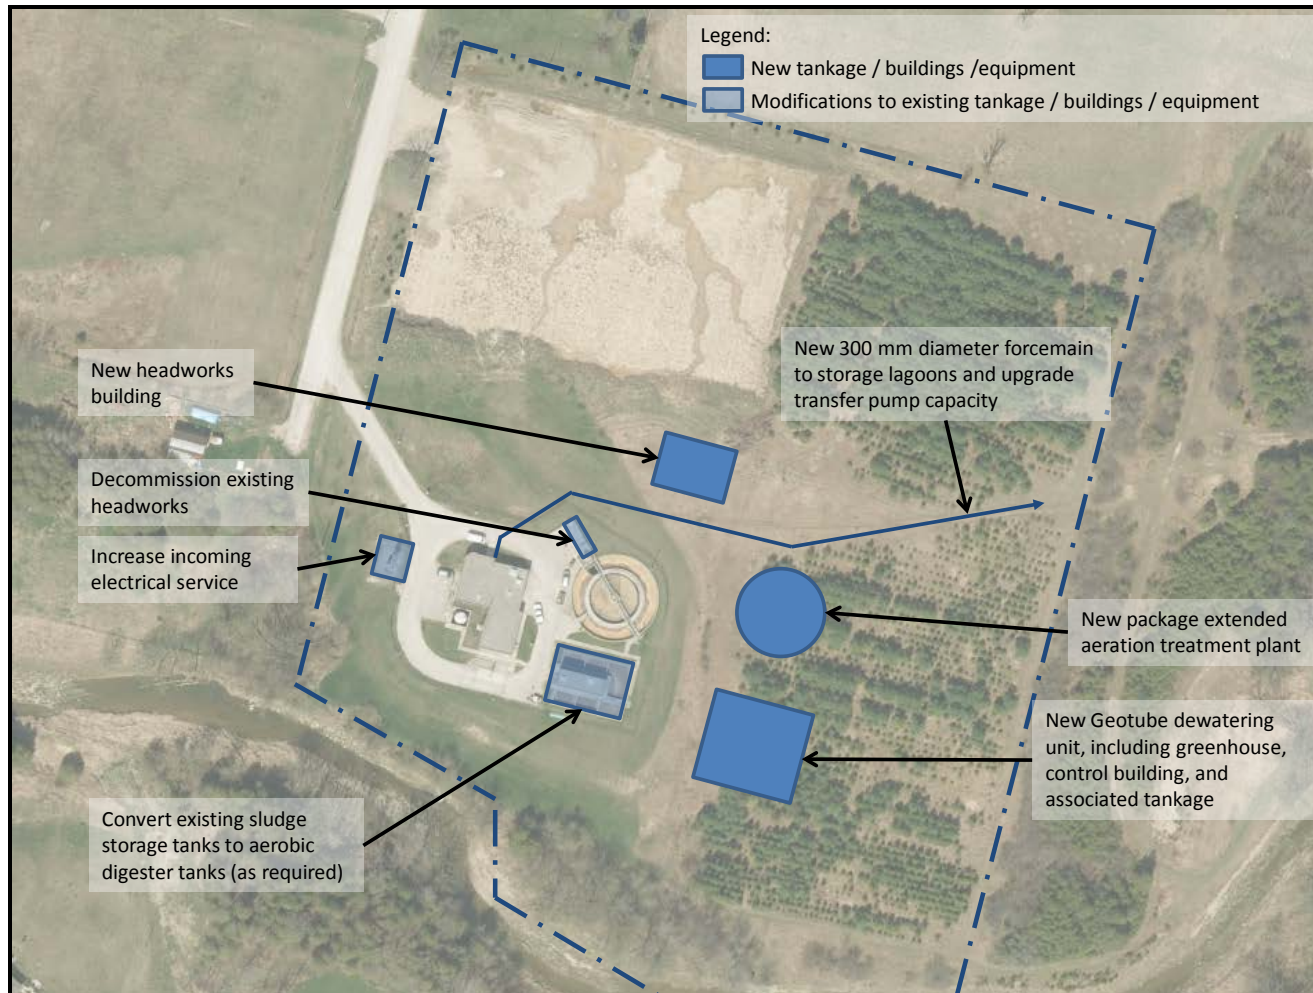 Legend:
New tankage / buildings /equipment
Modifications to existing tankage / buildings / equipment
New headworks
building
New 300 mm diameter forcemain
to storage lagoons and upgrade
transfer pump capacity
Decommission existing
headworks
Increase incoming
electrical service
New package extended
aeration treatment plant
New Geotube dewatering
unit, including greenhouse,
control building, and
associated tankage
Convert existing sludge
storage tanks to aerobic
digester tanks (as required)